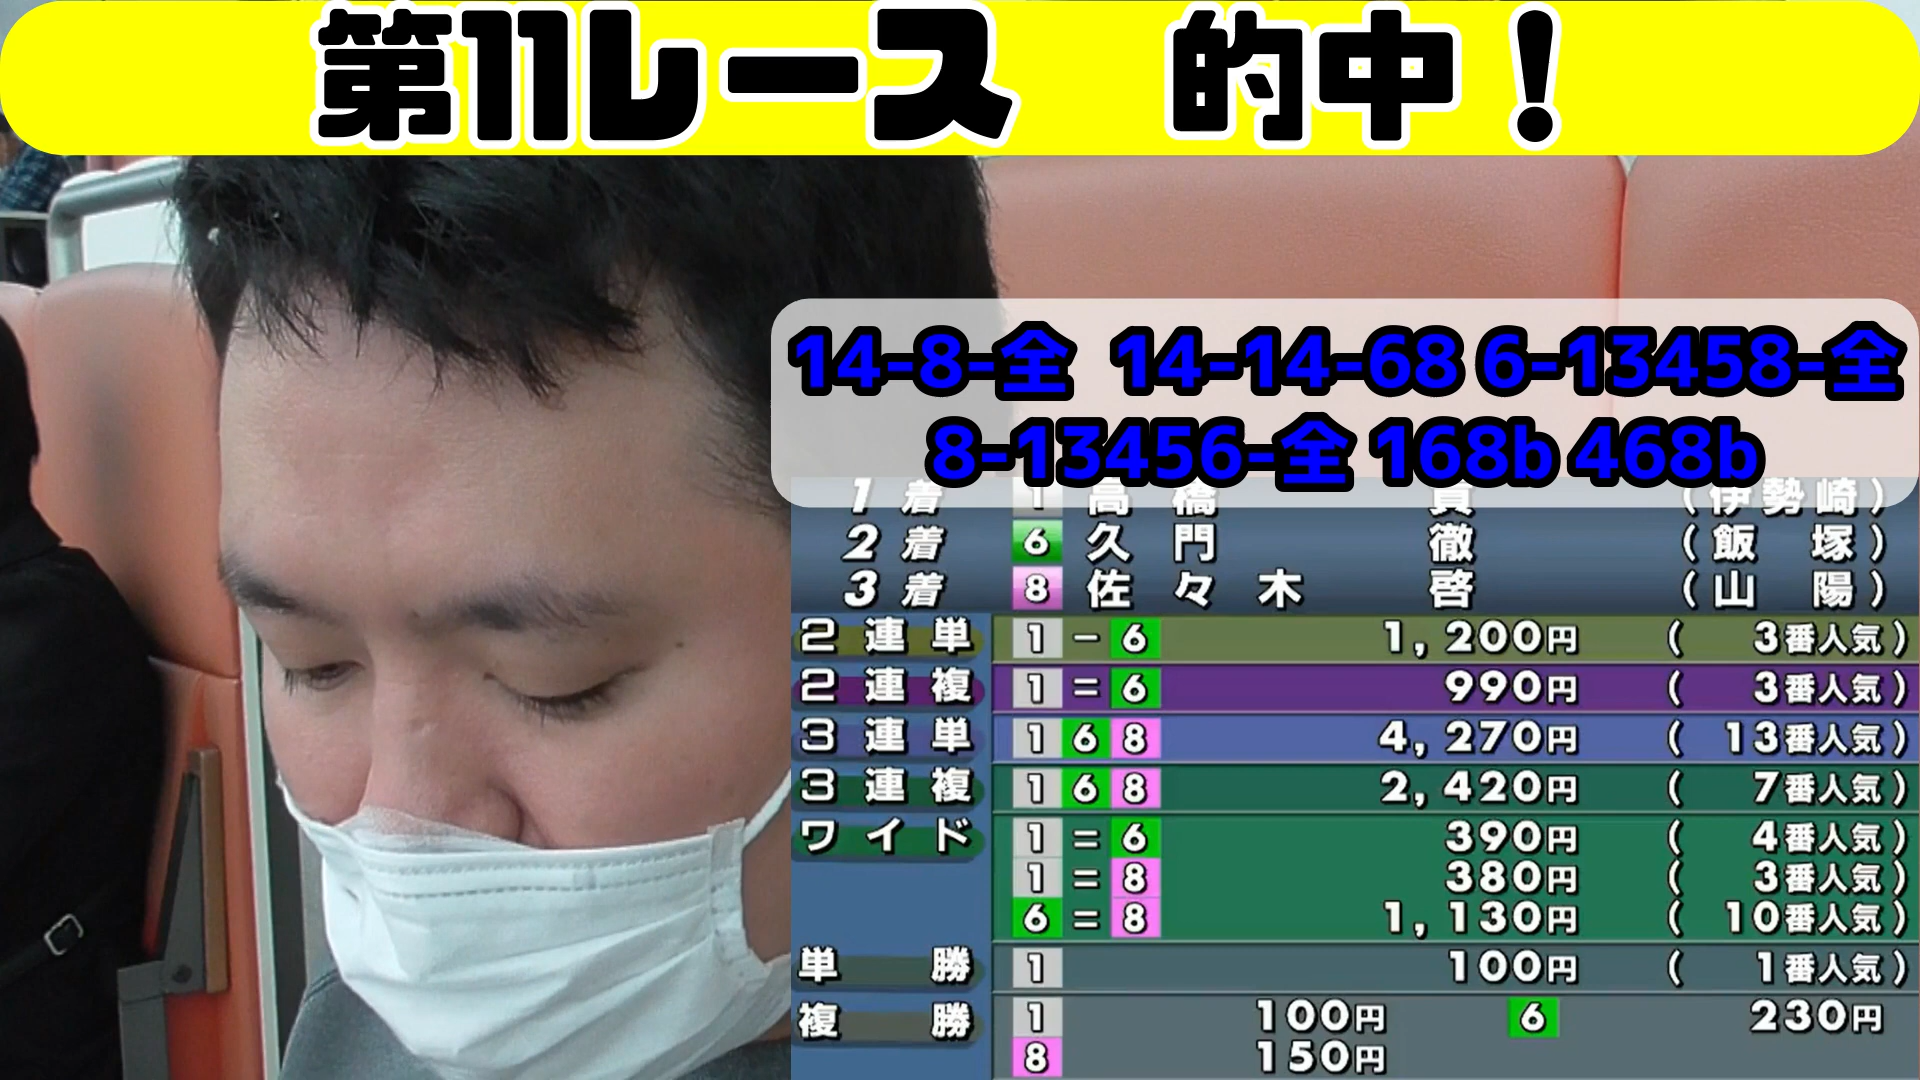 第11レース 的中！
14-8-全 14-14-68 6-13458-全
8-13456-全 168b 468b
1着 1 高橋 貢 (伊勢崎)
2着 6 久門 徹 (飯塚)
3着 8 佐々木 啓 (山陽)
2連単 1-6 1,200円 (3番人気)
2連複 1=6 990円 (3番人気)
3連単 1 6 8 4,270円 (13番人気)
3連複 1 6 8 2,420円 (7番人気)
ワイド 1=6 390円 (4番人気)
1=8 380円 (3番人気)
6=8 1,130円 (10番人気)
単勝 1 100円 (1番人気)
複勝 1 100円 6 230円
8 150円